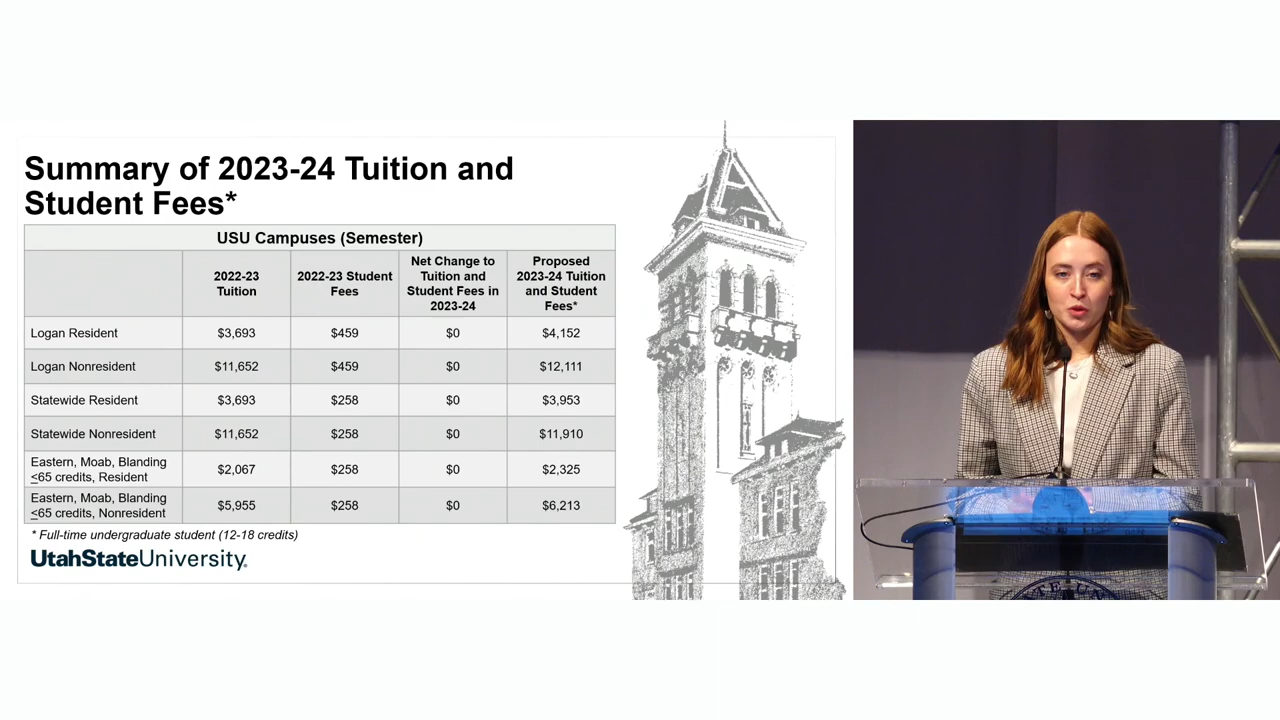 Summary of 2023-24 Tuition and
Student Fees*
USU Campuses (Semester)
2022-23
Tuition
2022-23 Student
Fees
Net Change to
Tuition and
Student Fees in
2023-24
Proposed
2023-24 Tuition
and Student
Fees*
Logan Resident $3,693 $459 $0 $4,152
Logan Nonresident $11,652 $459 $0 $12,111
Statewide Resident $3,693 $258 $0 $3,953
Statewide Nonresident $11,652 $258 $0 $11,910
Eastern, Moab, Blanding
<65 credits, Resident $2,067 $258 $0 $2,325
Eastern, Moab, Blanding
<65 credits, Nonresident $5,955 $258 $0 $6,213
* Full-time undergraduate student (12-18 credits)
UtahStateUniversity®